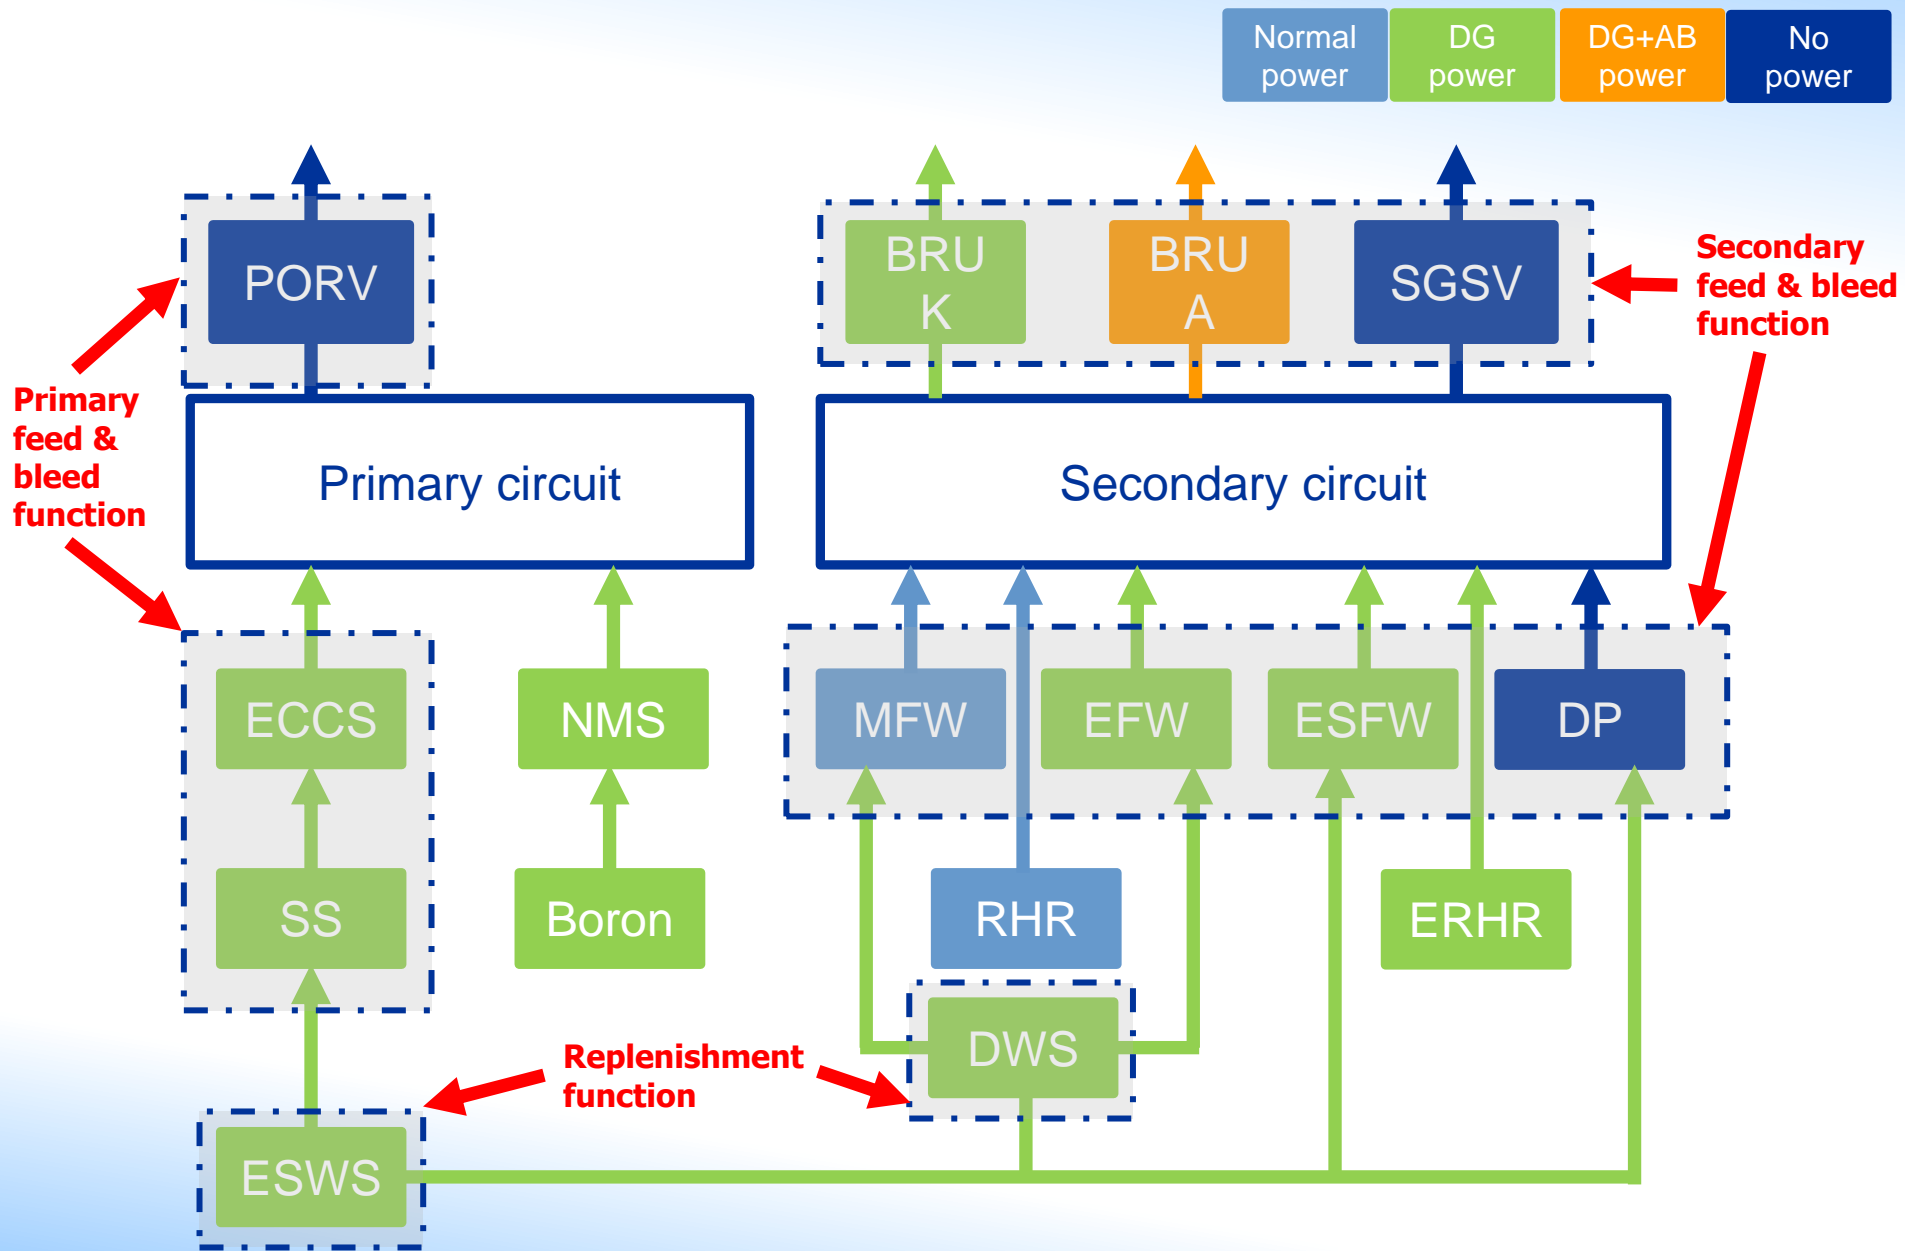 Normal
power
DG
power
DG+AB
power
No
power
PORV
BRU
K
BRU
A
SGSV
Secondary
feed & bleed
function
Primary
feed &
bleed
function
Primary circuit
Secondary circuit
ECCS
NMS
MFW
EFW
ESFW
DP
SS
Boron
RHR
ERHR
DWS
Replenishment
function
ESWS